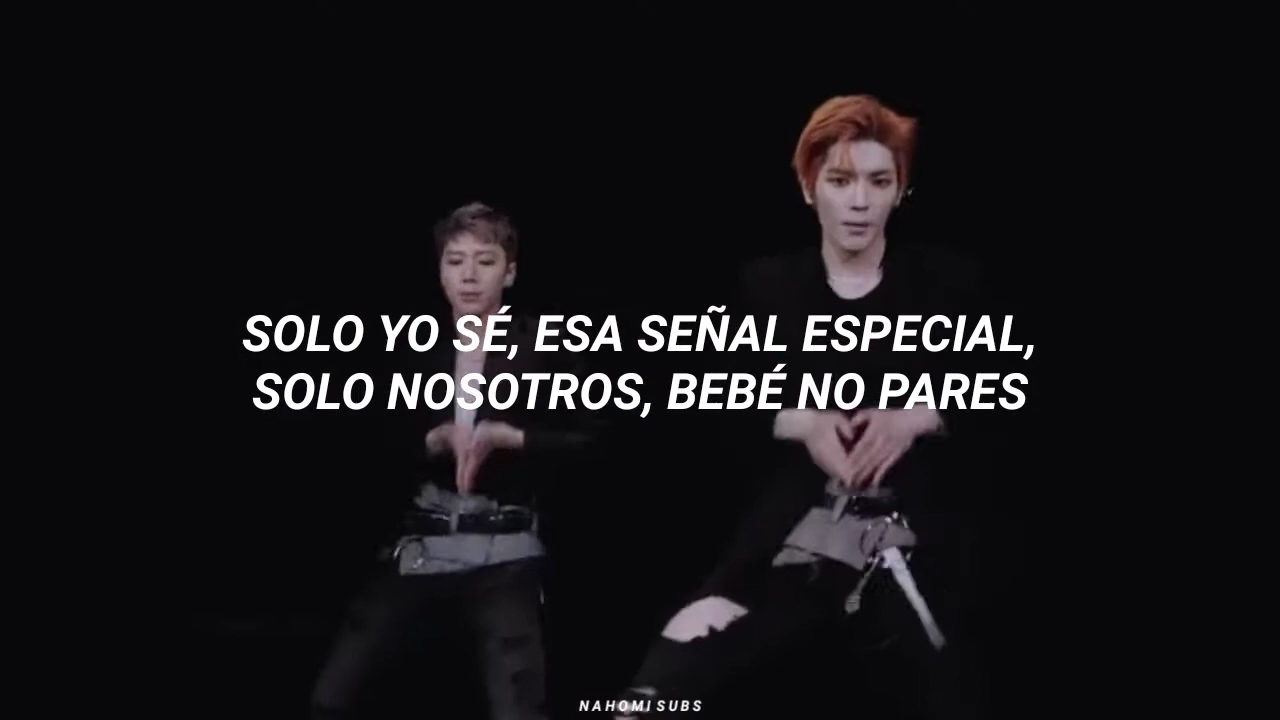 SOLO YO SÉ, ESA SEÑAL ESPECIAL,
SOLO NOSOTROS, BEBÉ NO PARES
NAHOMI SUBS